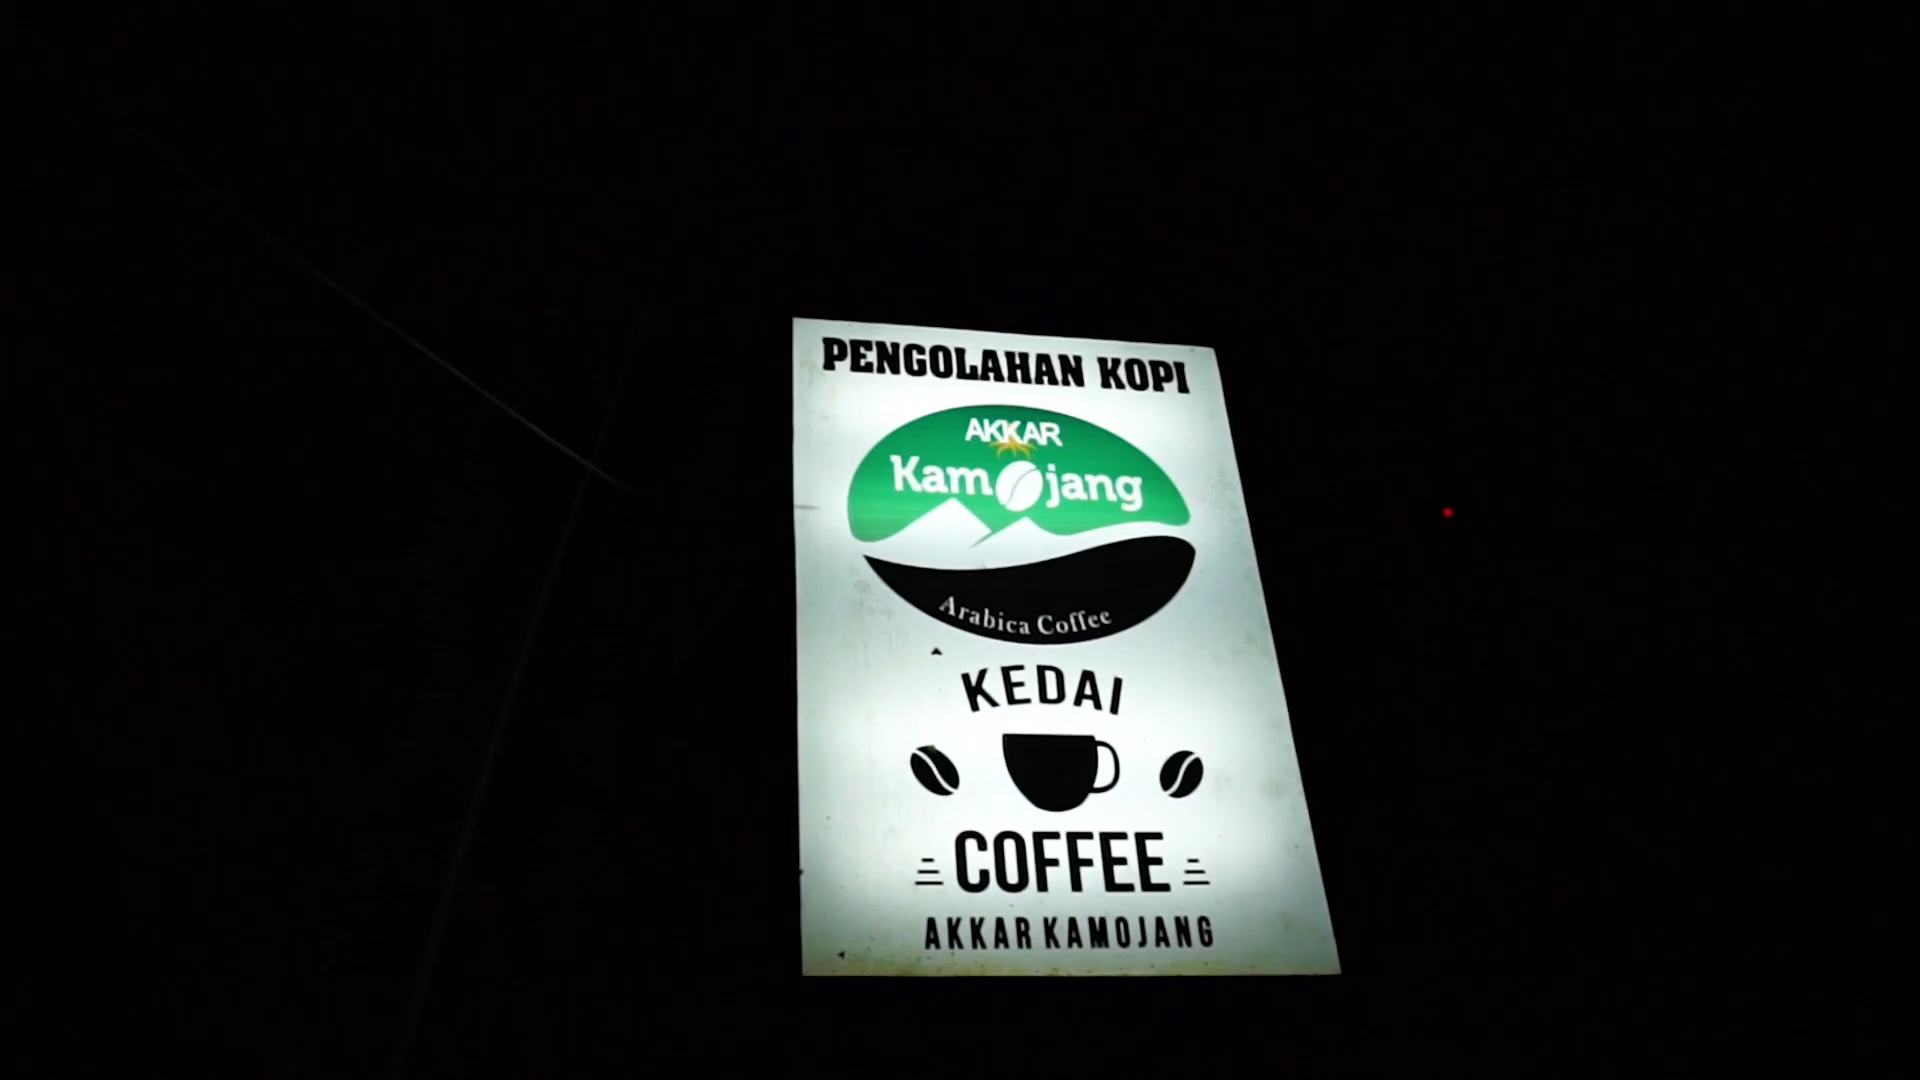 PENGOLAHAN KOPI
AKKAR
Kamojang
Arabica Coffee
KEDAI
COFFEE
AKKAR KAMOJANG